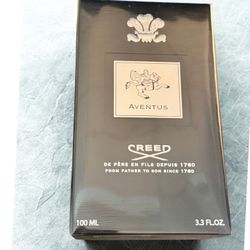 AVENTUS
CREED
DE PÈRE EN FILS DEPUIS 1760
FROM FATHER TO SON SINCE 1760
100 ML 3.3 FL.OZ.